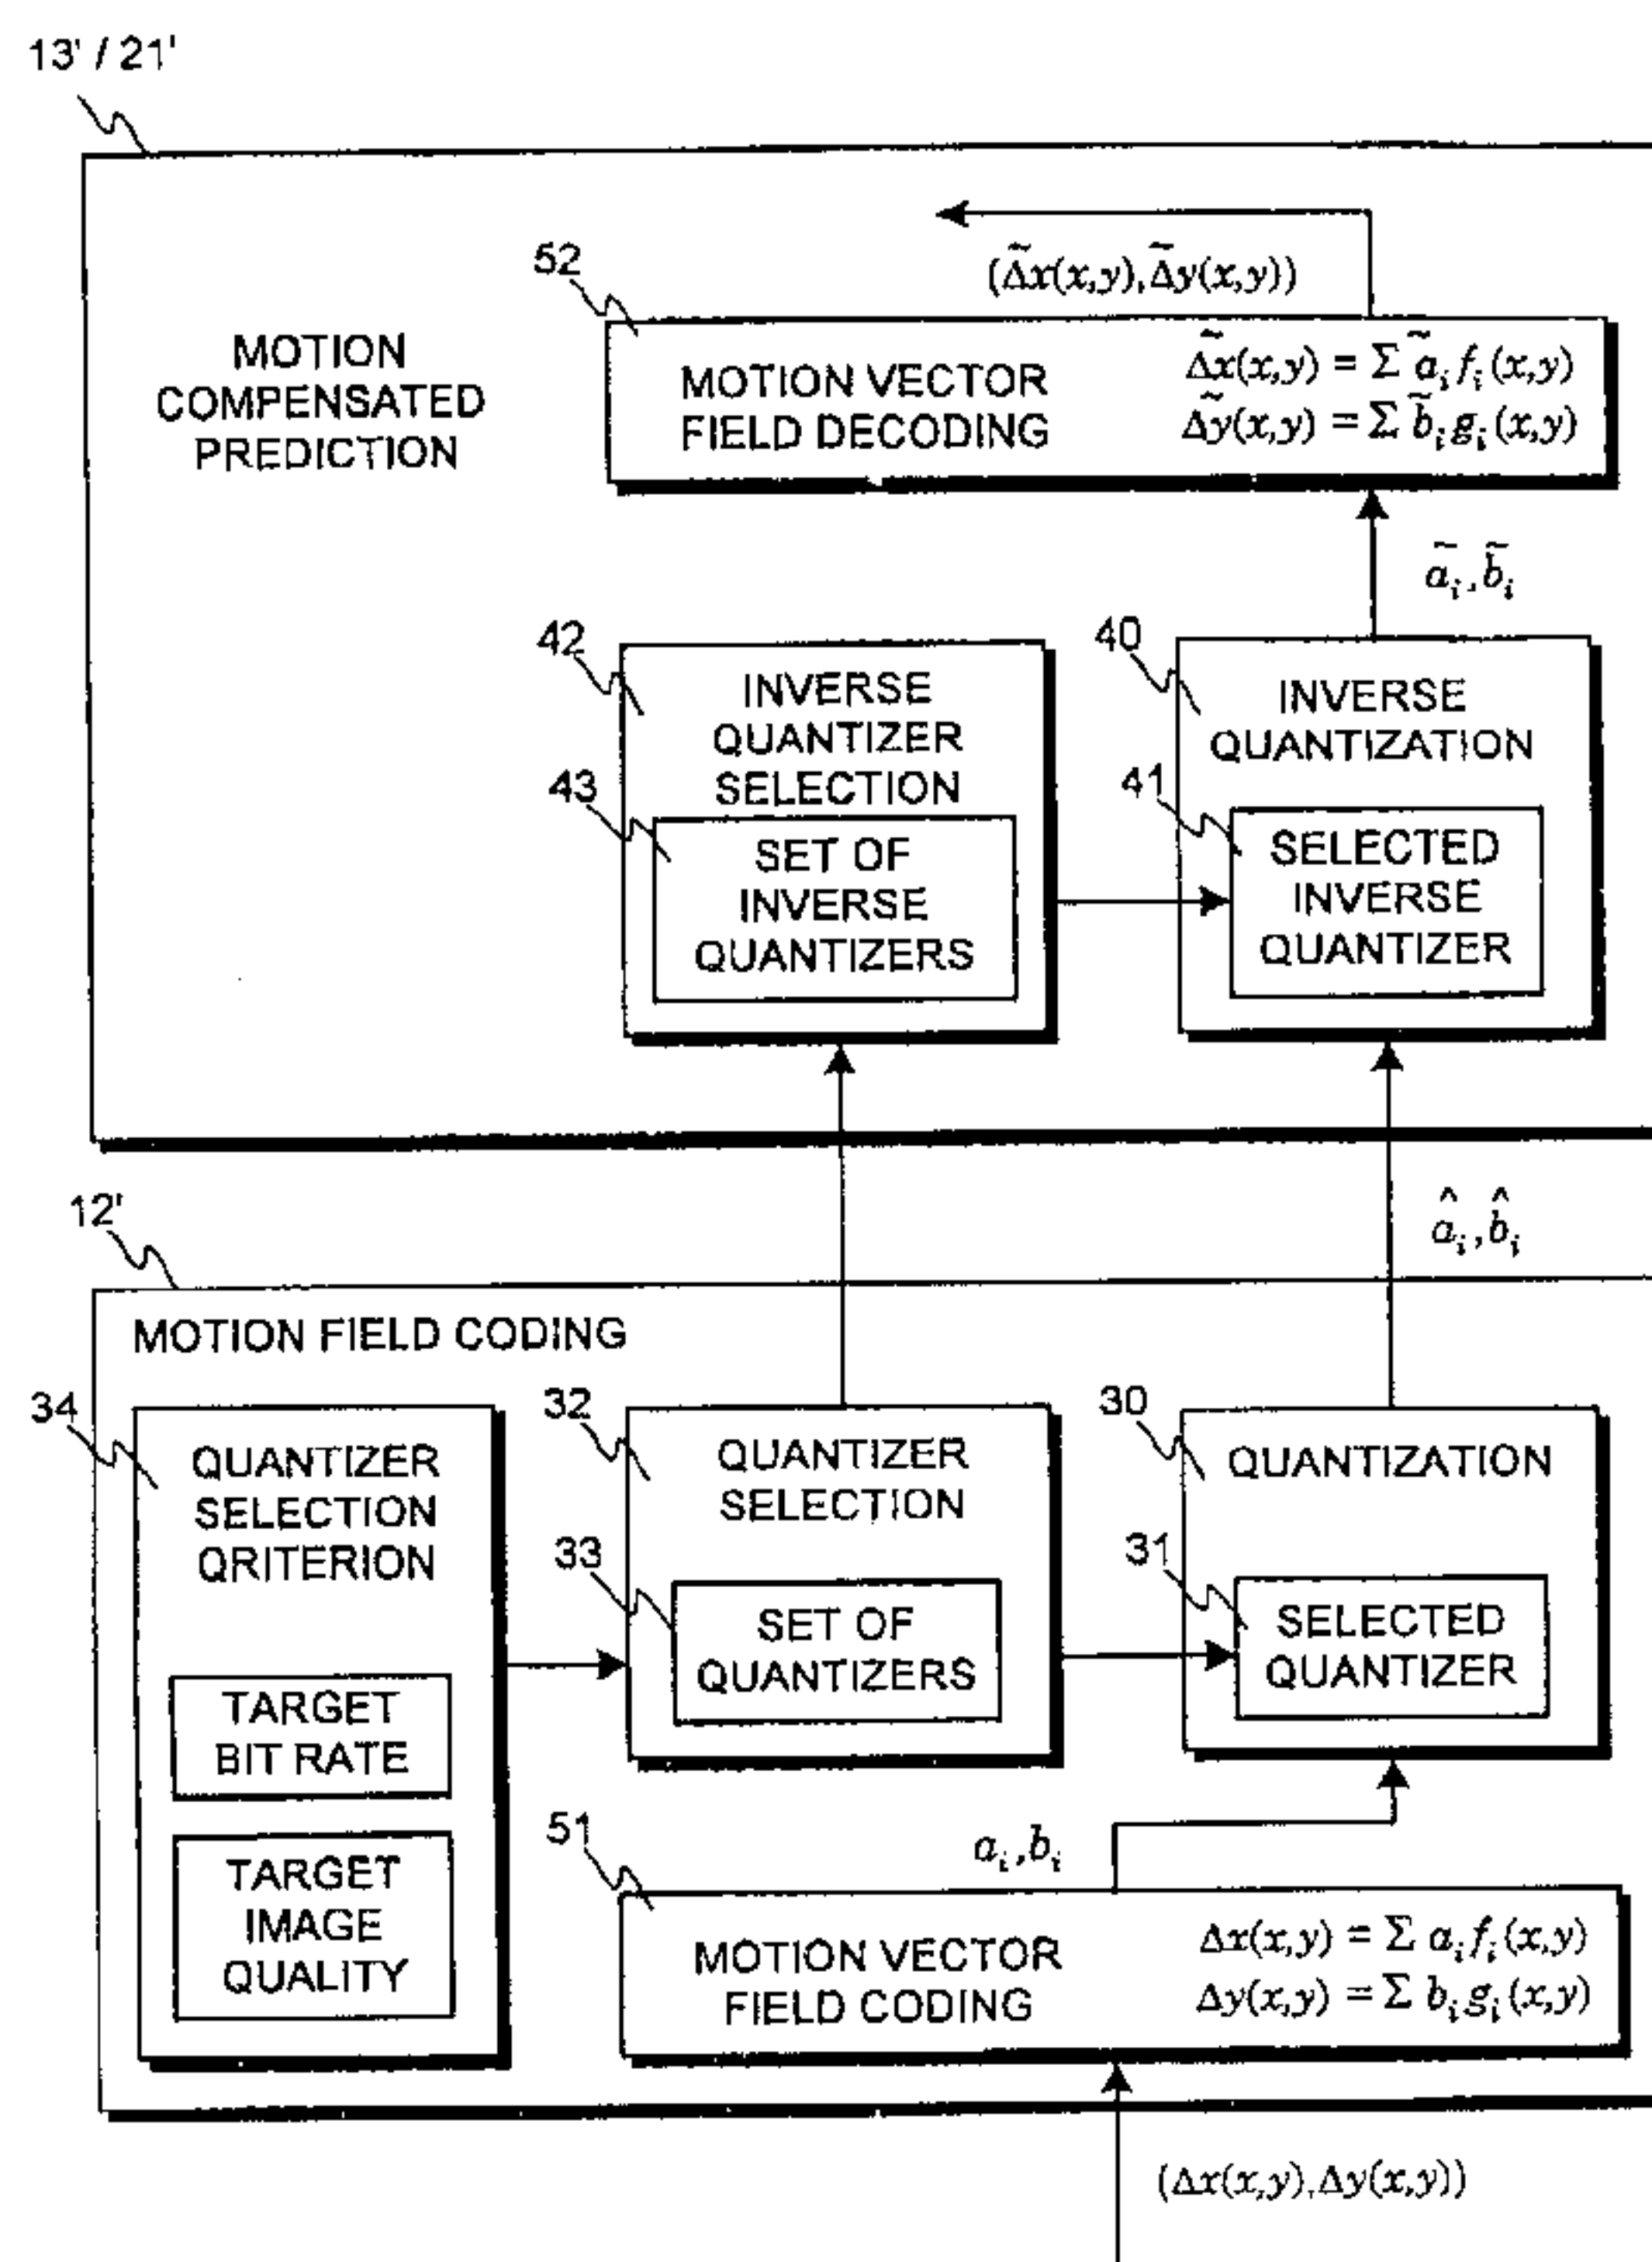 13' / 21'
52
(Δ̃x(x,y),Δ̃y(x,y))
MOTION
COMPENSATED
PREDICTION
MOTION VECTOR
FIELD DECODING
Δ̃x(x,y) = Σ ã_i f_i(x,y)
Δ̃y(x,y) = Σ b̃_i g_i(x,y)
ã_i, b̃_i
42
INVERSE
QUANTIZER
SELECTION
43
SET OF
INVERSE
QUANTIZERS
40
INVERSE
QUANTIZATION
41
SELECTED
INVERSE
QUANTIZER
12'
â_i, b̂_i
MOTION FIELD CODING
34
QUANTIZER
SELECTION
QRITERION
TARGET
BIT RATE
TARGET
IMAGE
QUALITY
32
QUANTIZER
SELECTION
33
SET OF
QUANTIZERS
30
QUANTIZATION
31
SELECTED
QUANTIZER
51
a_i, b_i
MOTION VECTOR
FIELD CODING
Δx(x,y) = Σ a_i f_i(x,y)
Δy(x,y) = Σ b_i g_i(x,y)
(Δx(x,y),Δy(x,y))